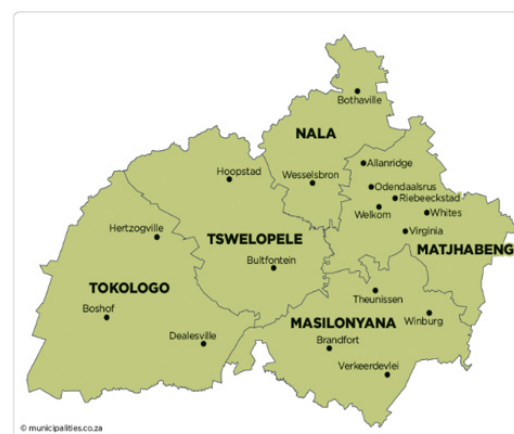 Bothaville
NALA
Allanridge
Hoopstad
Wesselsbron
Odendaalsrus
Riebeeckstad
Welkom
Whites
Hertzogville
Virginia
TSWELOPELE
MATJHABENG
Bultfontein
TOKOLOGO
Theunissen
Boshof
MASILONYANA
Winburg
Dealesville
Brandfort
Verkeerdevlei
© municipalities.co.za